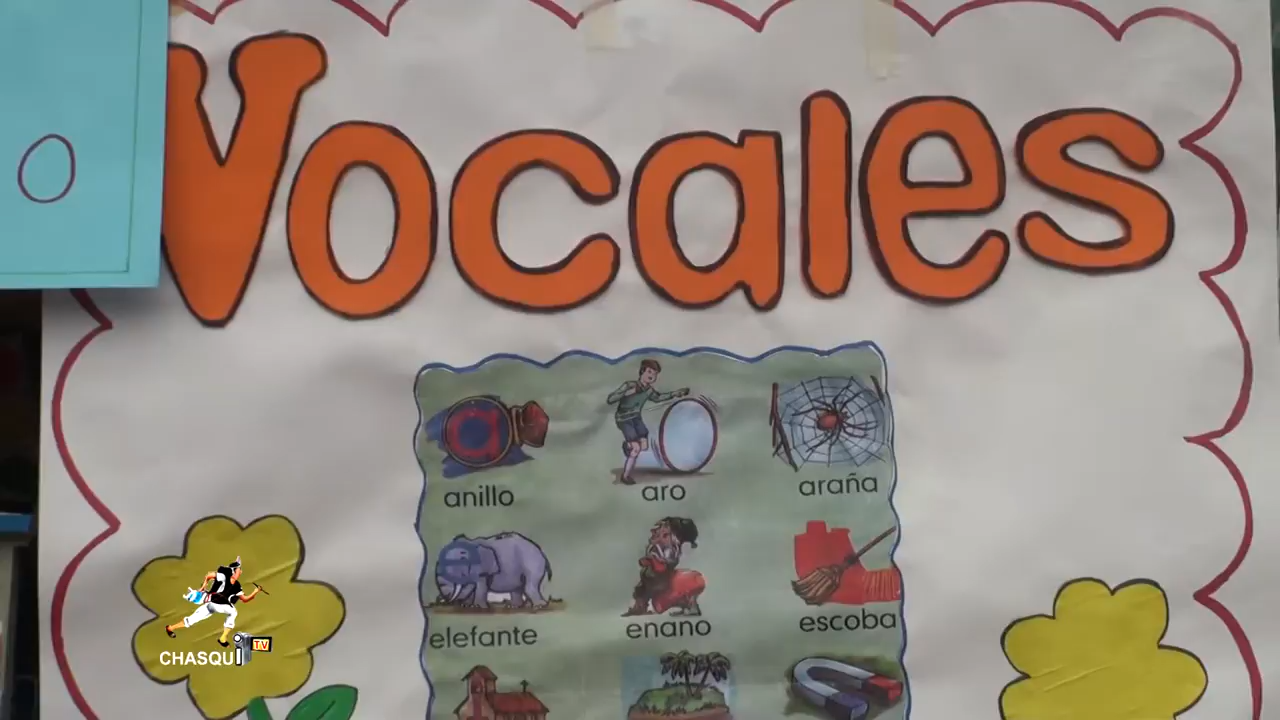 Vocales
o
anillo aro araña
elefante enano escoba
CHASQUI TV